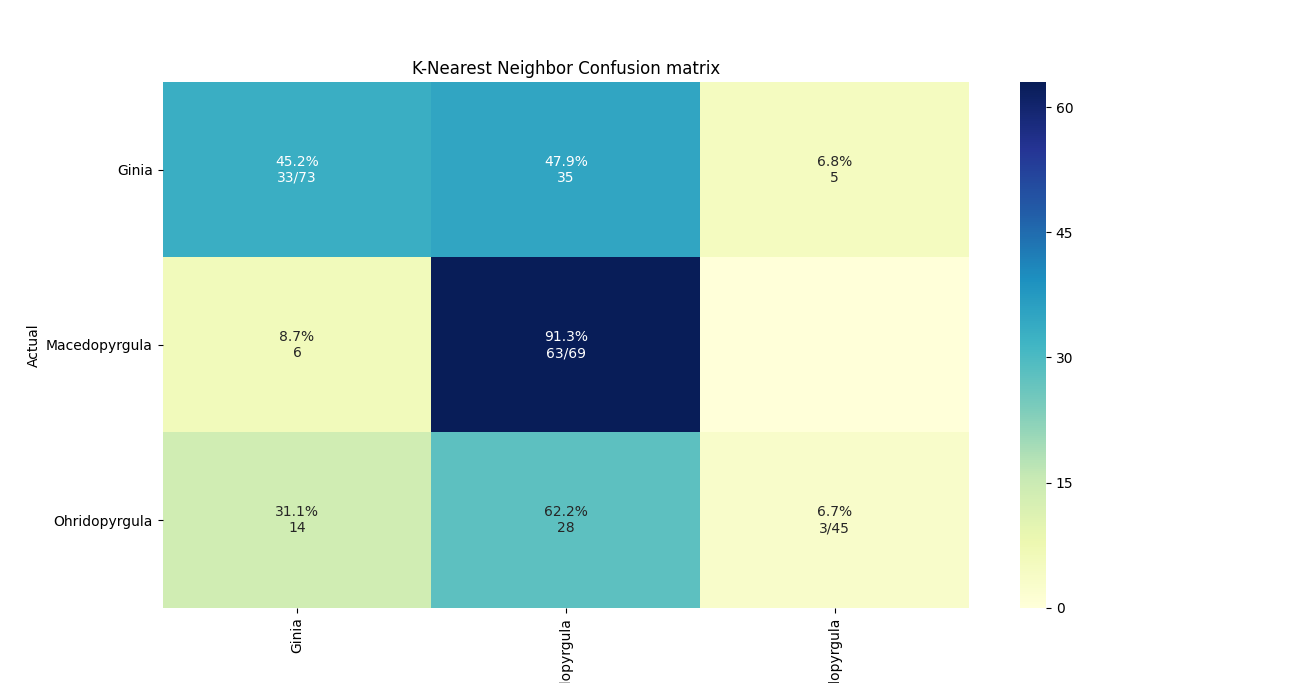 K-Nearest Neighbor Confusion matrix
Actual
Ginia
45.2%
33/73
47.9%
35
6.8%
5
Macedopyrgula
8.7%
6
91.3%
63/69
Ohridopyrgula
31.1%
14
62.2%
28
6.7%
3/45
Ginia
dopyrgula
dopyrgula
60
45
30
15
0